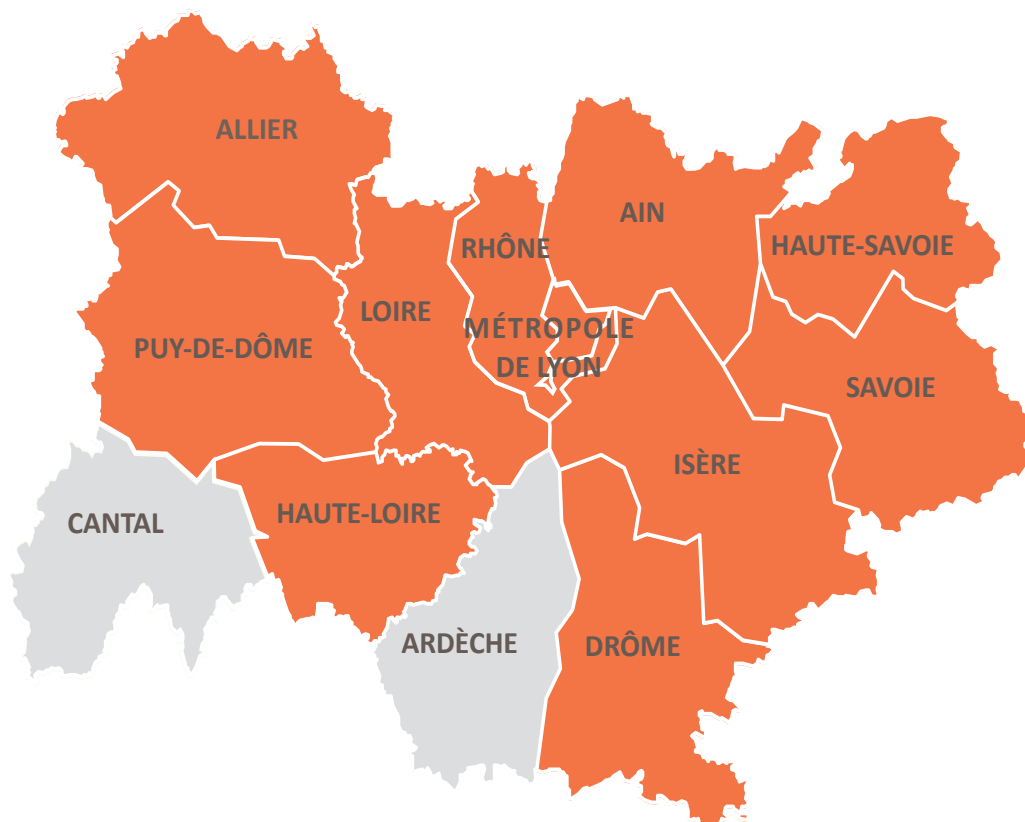 ALLIER
AIN
RHÔNE
HAUTE-SAVOIE
LOIRE
MÉTROPOLE
DE LYON
PUY-DE-DÔME
SAVOIE
ISÈRE
HAUTE-LOIRE
CANTAL
ARDÈCHE
DRÔME